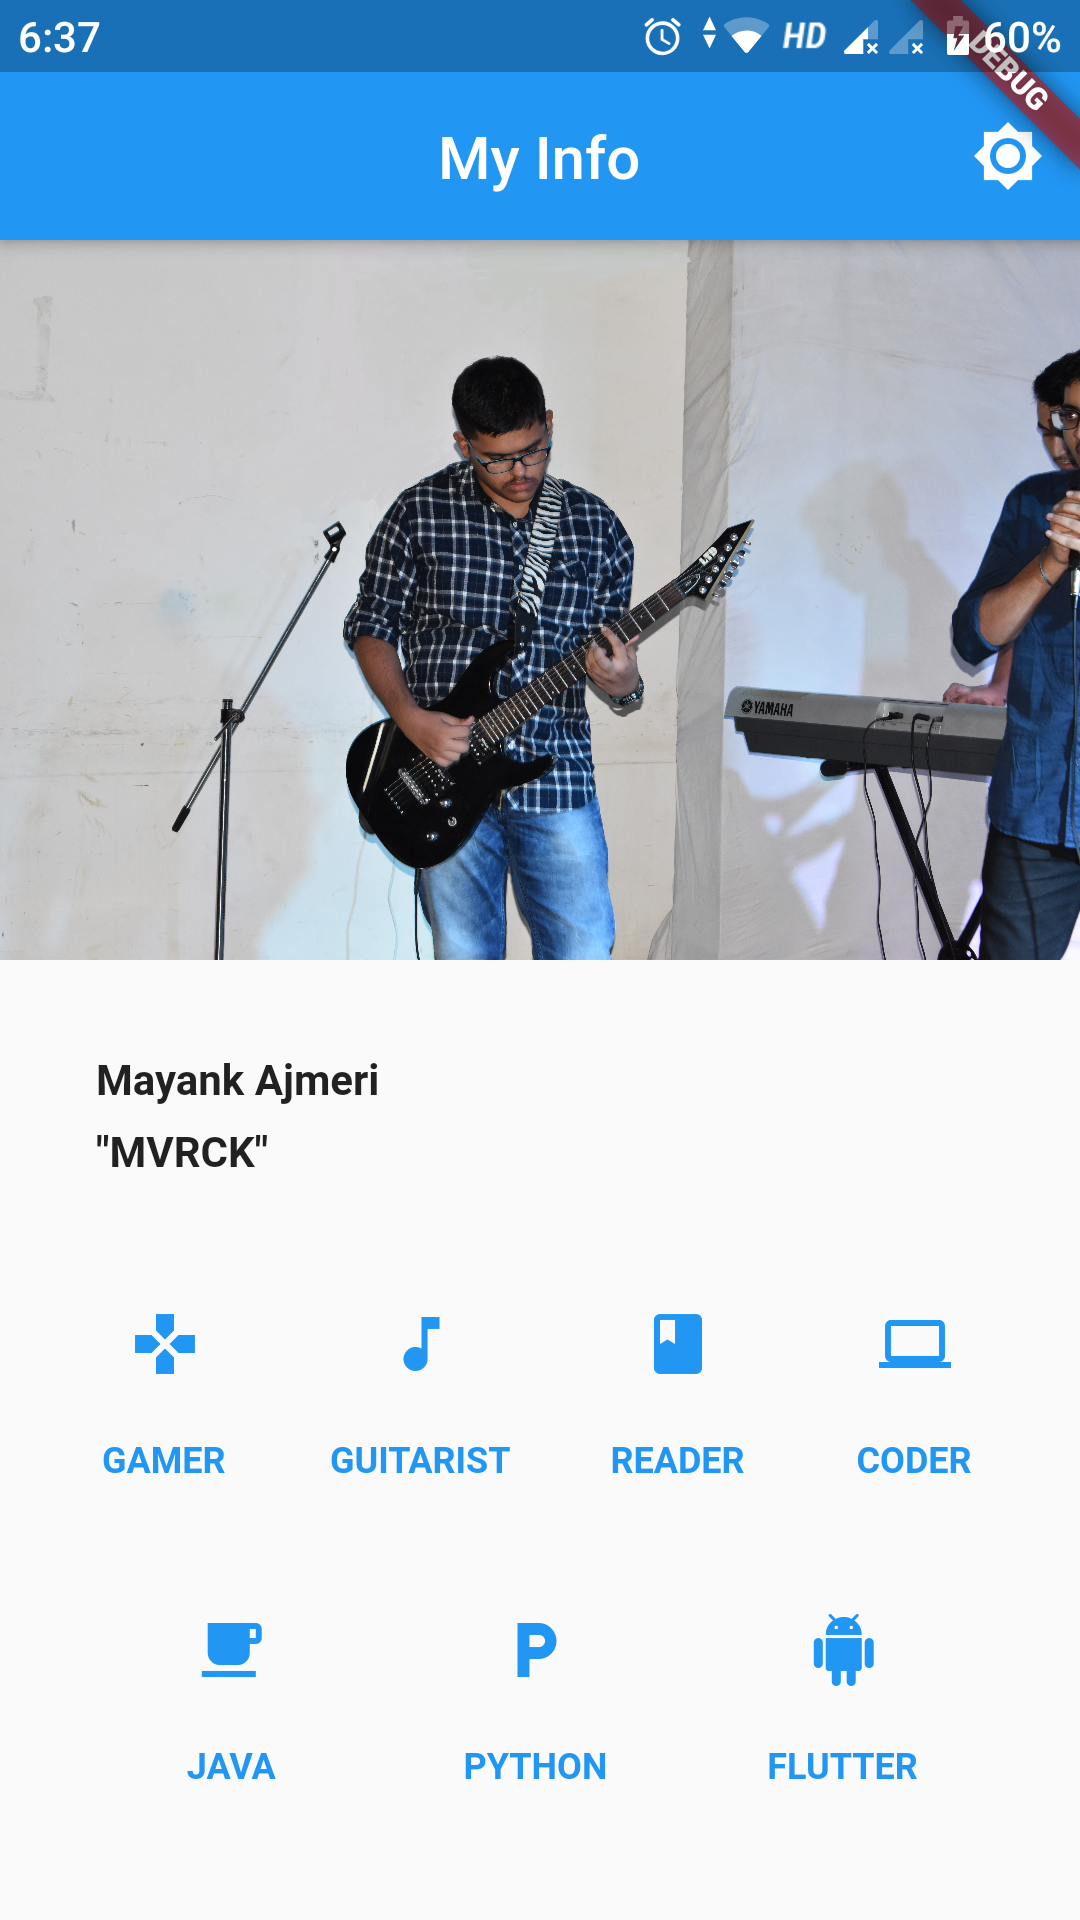 6:37 HD 60%
DEBUG
My Info
YAMAHA
Mayank Ajmeri
"MVRCK"
GAMER GUITARIST READER CODER
JAVA PYTHON FLUTTER